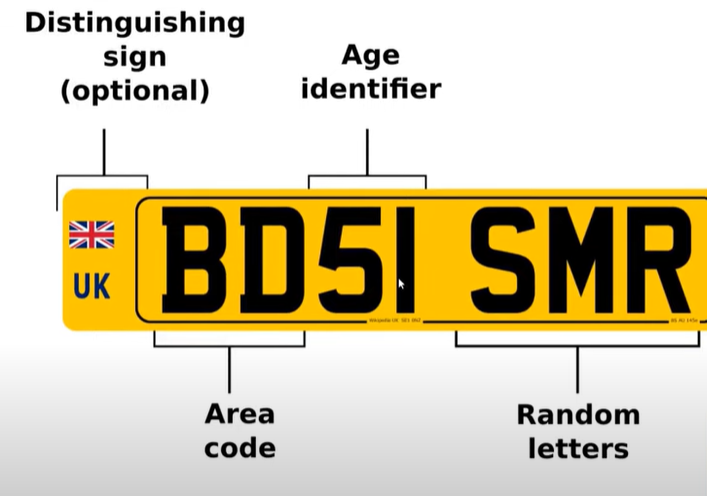 Distinguishing
sign
(optional)
Age
identifier
UK
BD51 SMR
Area
code
Random
letters